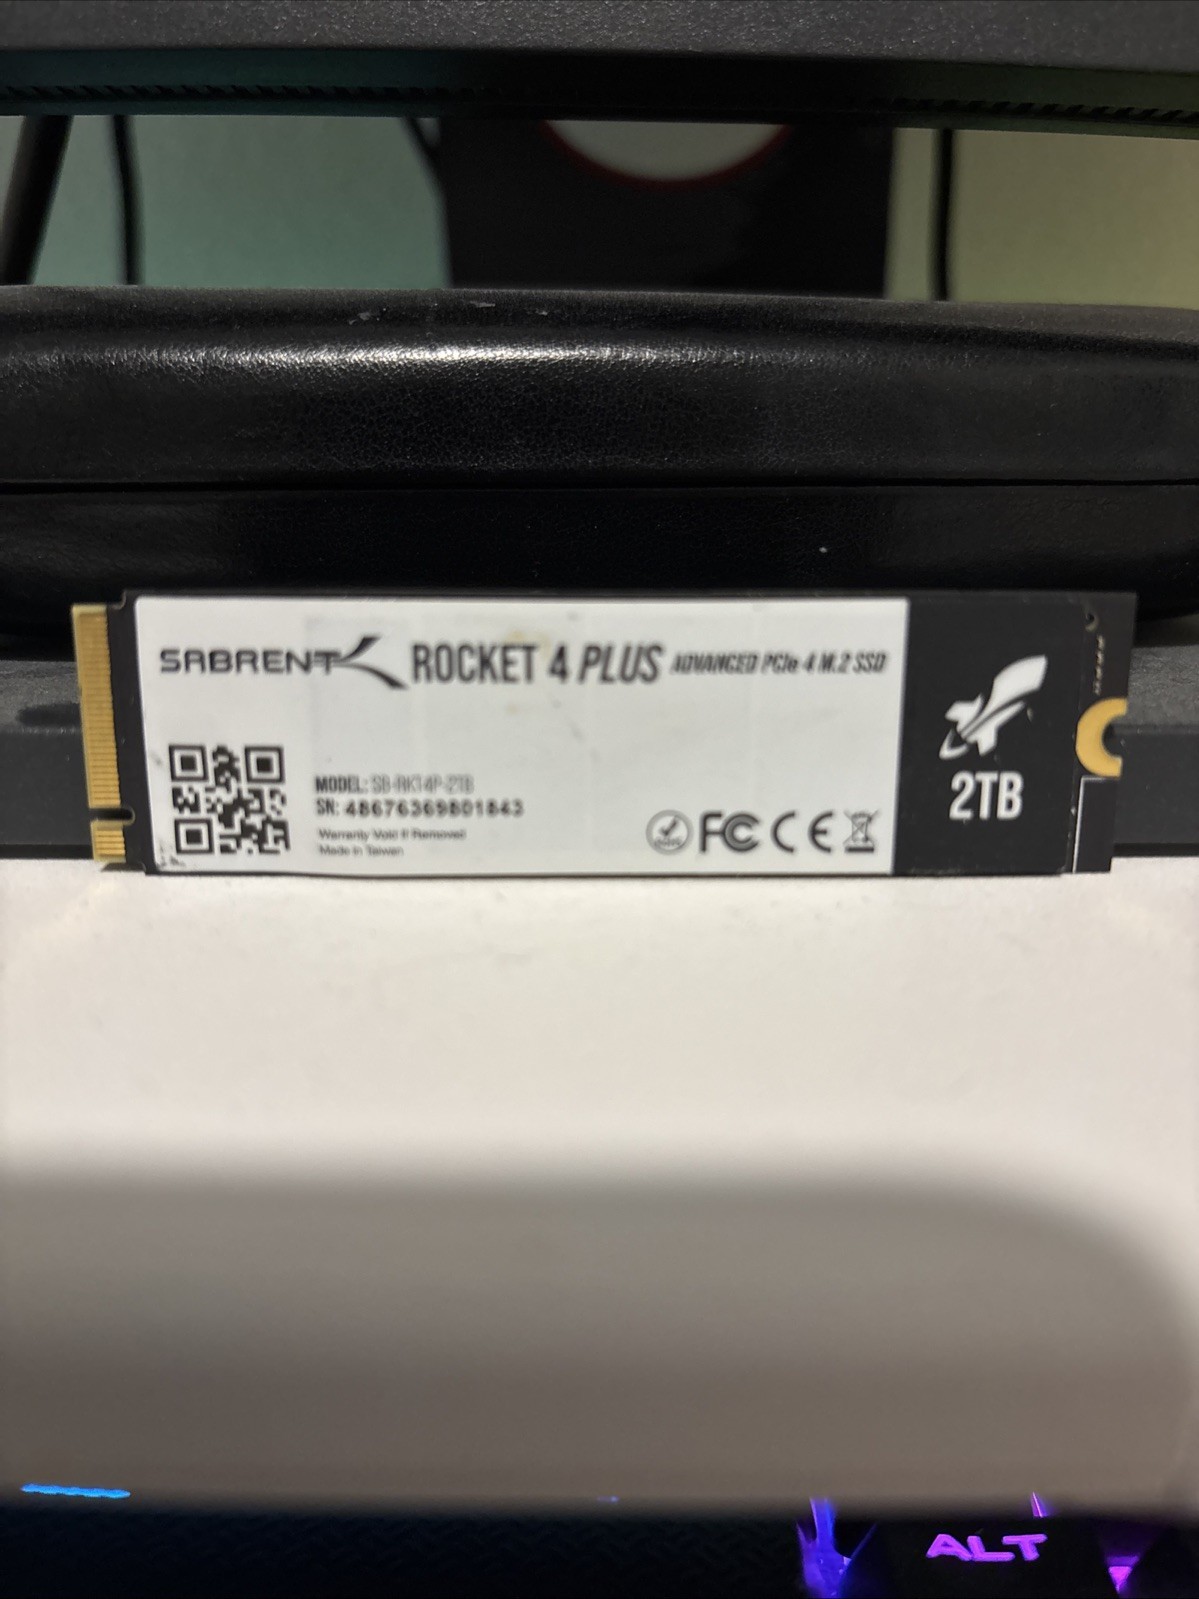 SABRENT ROCKET 4 PLUS ADVANCED PCIe 4 M.2 SSD
MODEL: SB-RKT4P-2TB
SN: 48676369801843
Warranty Void if Removed
Made in Taiwan
FC CE
2TB
ALT